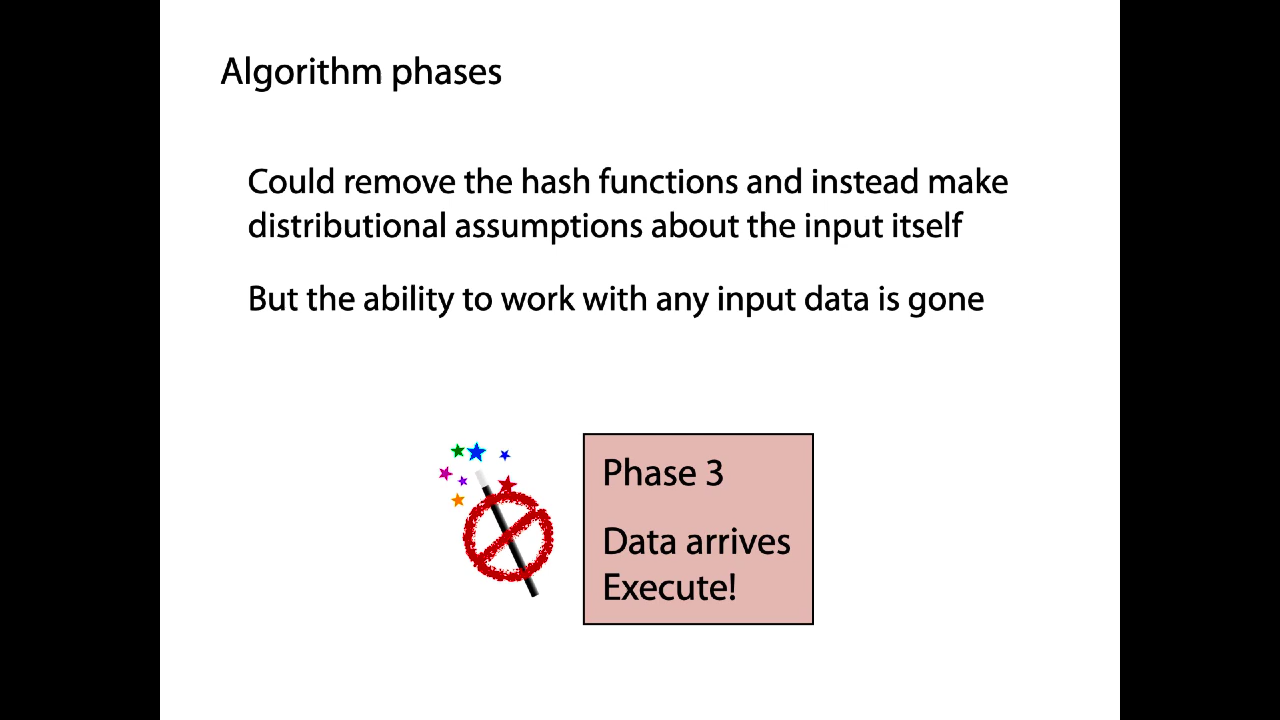 Algorithm phases
Could remove the hash functions and instead make
distributional assumptions about the input itself
But the ability to work with any input data is gone
Phase 3
Data arrives
Execute!